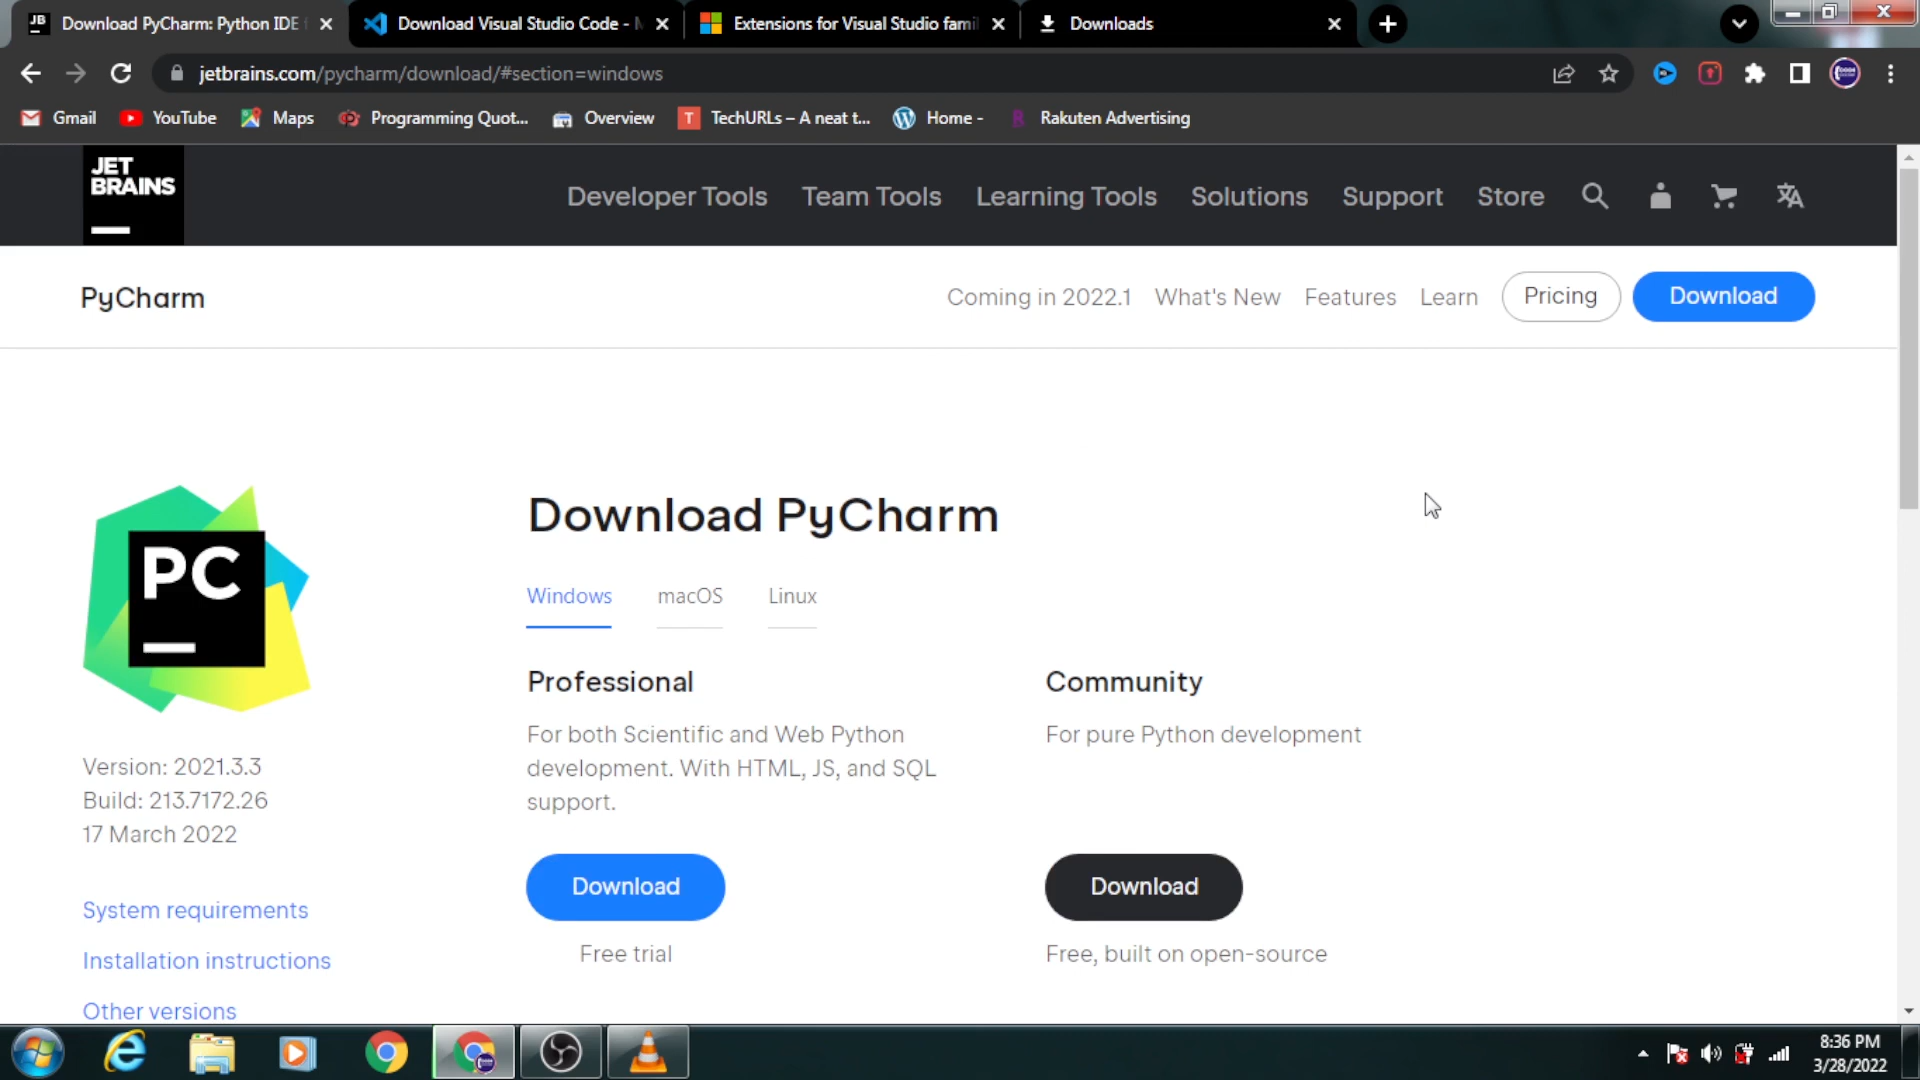 JB Download PyCharm: Python IDE
Download Visual Studio Code -
Extensions for Visual Studio fami
Downloads
jetbrains.com/pycharm/download/#section=windows
Gmail
YouTube
Maps
Programming Quot...
Overview
T TechURLs – A neat t...
Home -
R Rakuten Advertising
JET
BRAINS
Developer Tools
Team Tools
Learning Tools
Solutions
Support
Store
PyCharm
Coming in 2022.1
What's New
Features
Learn
Pricing
Download
PC
Download PyCharm
Windows
macOS
Linux
Professional
Community
For both Scientific and Web Python
development. With HTML, JS, and SQL
support.
For pure Python development
Version: 2021.3.3
Build: 213.7172.26
17 March 2022
Download
Download
Free trial
Free, built on open-source
System requirements
Installation instructions
Other versions
8:36 PM
3/28/2022